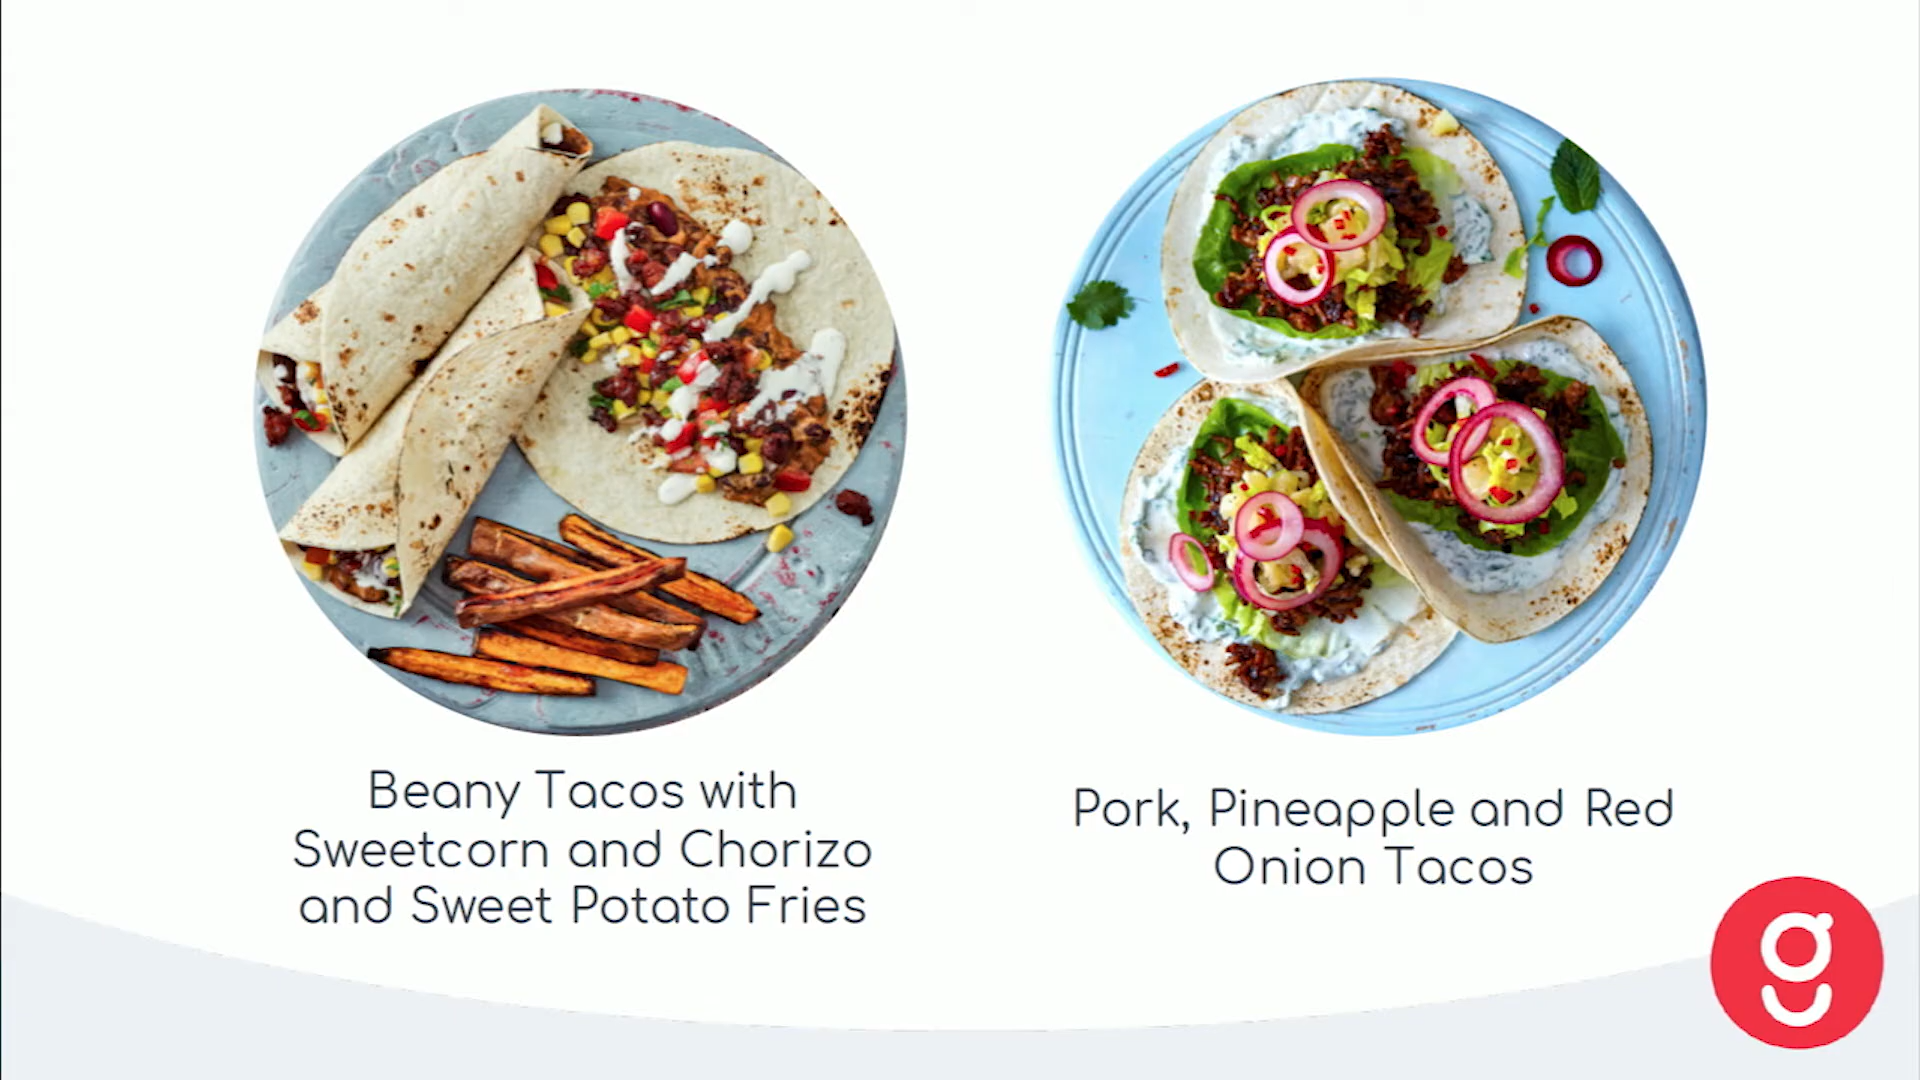 Beany Tacos with
Sweetcorn and Chorizo
and Sweet Potato Fries
Pork, Pineapple and Red
Onion Tacos
g